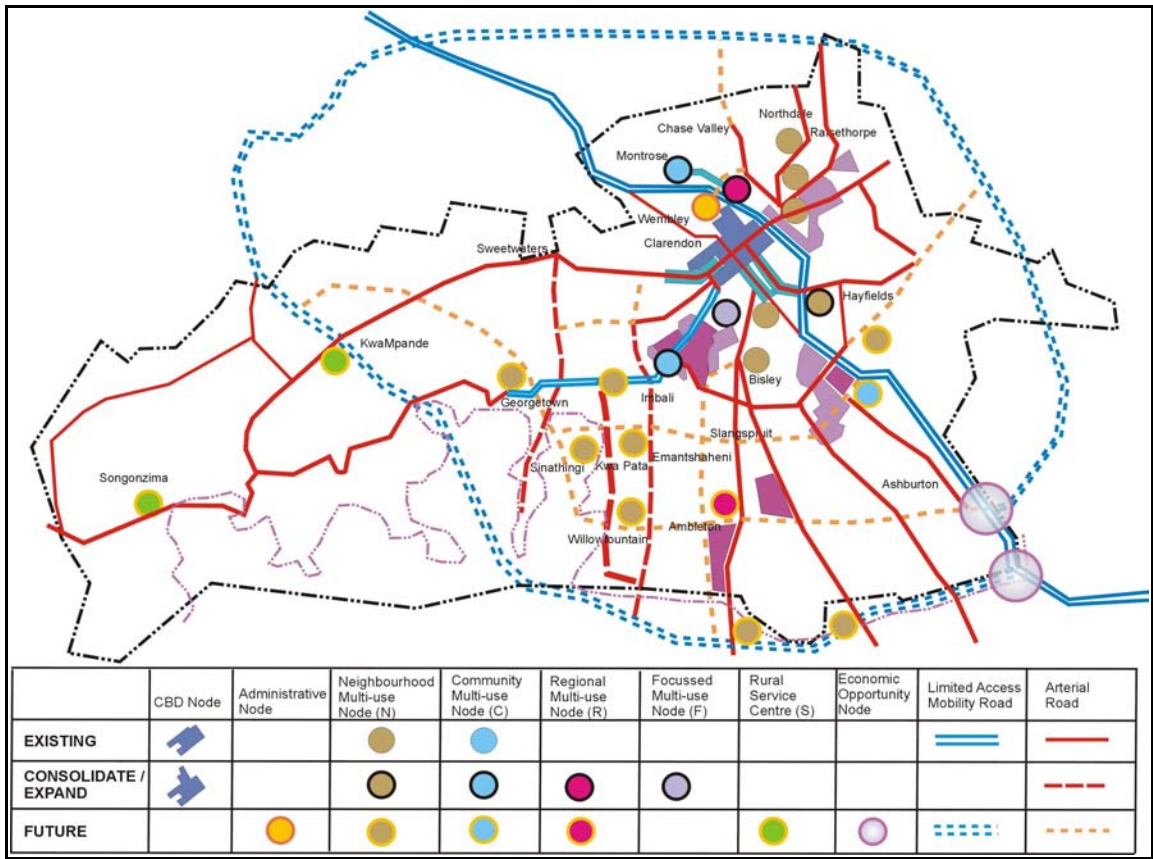 Northdale
Chase Valley
Raisethorpe
Montrose
Wembley
Clarendon
Sweetwaters
Hayfields
KwaMpande
Bisley
Georgetown
Imbali
Slangspruit
Sinathingi
Kwa Pata
Emantshaheni
Songonzima
Ashburton
Ambleton
Willowfountain
CBD Node
Administrative
Node
Neighbourhood
Multi-use
Node (N)
Community
Multi-use
Node (C)
Regional
Multi-use
Node (R)
Focussed
Multi-use
Node (F)
Rural
Service
Centre (S)
Economic
Opportunity
Node
Limited Access
Mobility Road
Arterial
Road
EXISTING
CONSOLIDATE /
EXPAND
FUTURE